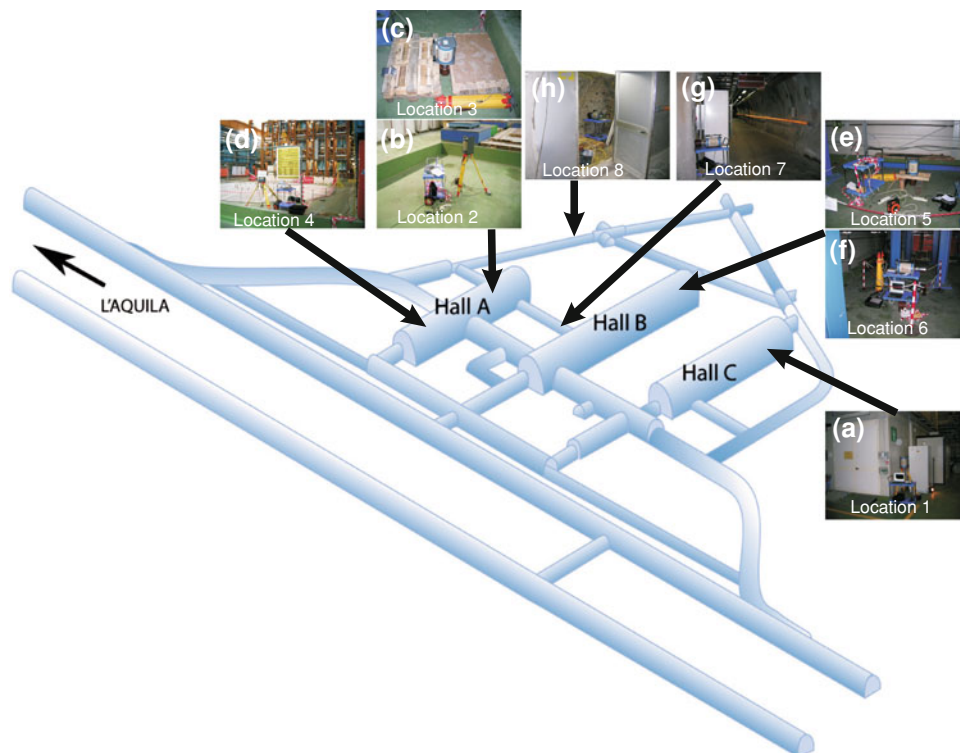 (c)
Location 3
(d)
Location 4
(b)
Location 2
(h)
Location 8
(g)
Location 7
(e)
Location 5
(f)
Location 6
L'AQUILA
Hall A
Hall B
Hall C
(a)
Location 1